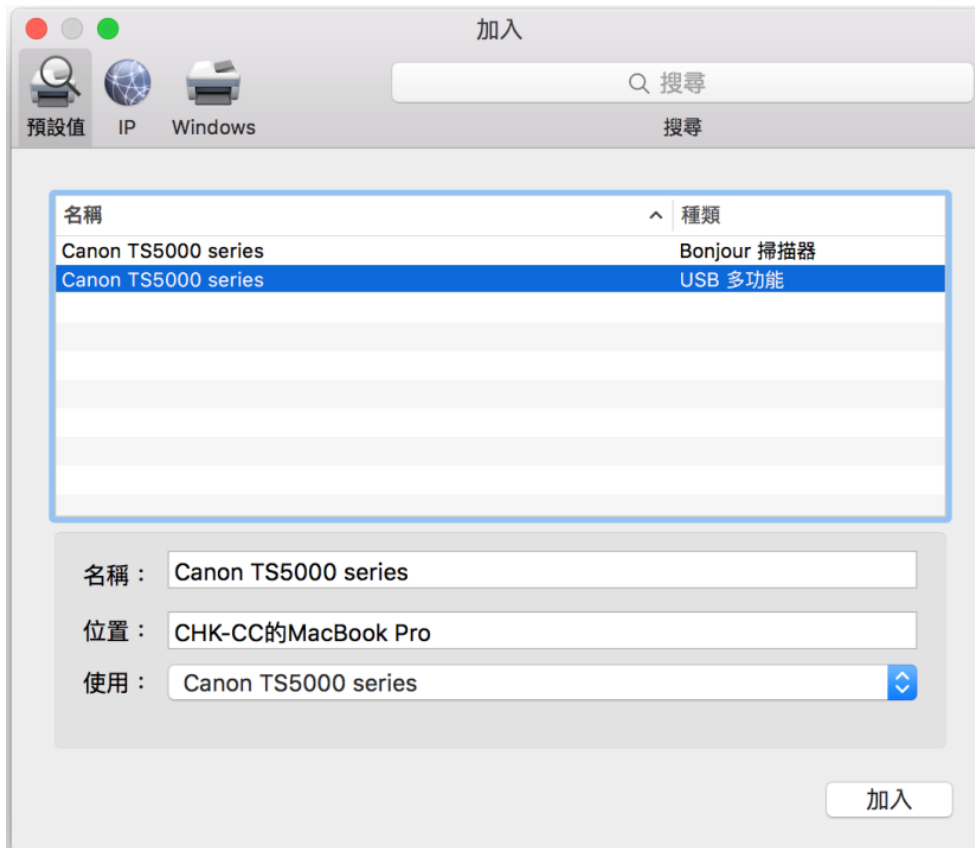 加入
預設值 IP Windows
搜尋
搜尋
名稱 種類
Canon TS5000 series Bonjour 掃描器
Canon TS5000 series USB 多功能
名稱： Canon TS5000 series
位置： CHK-CC的MacBook Pro
使用： Canon TS5000 series
加入